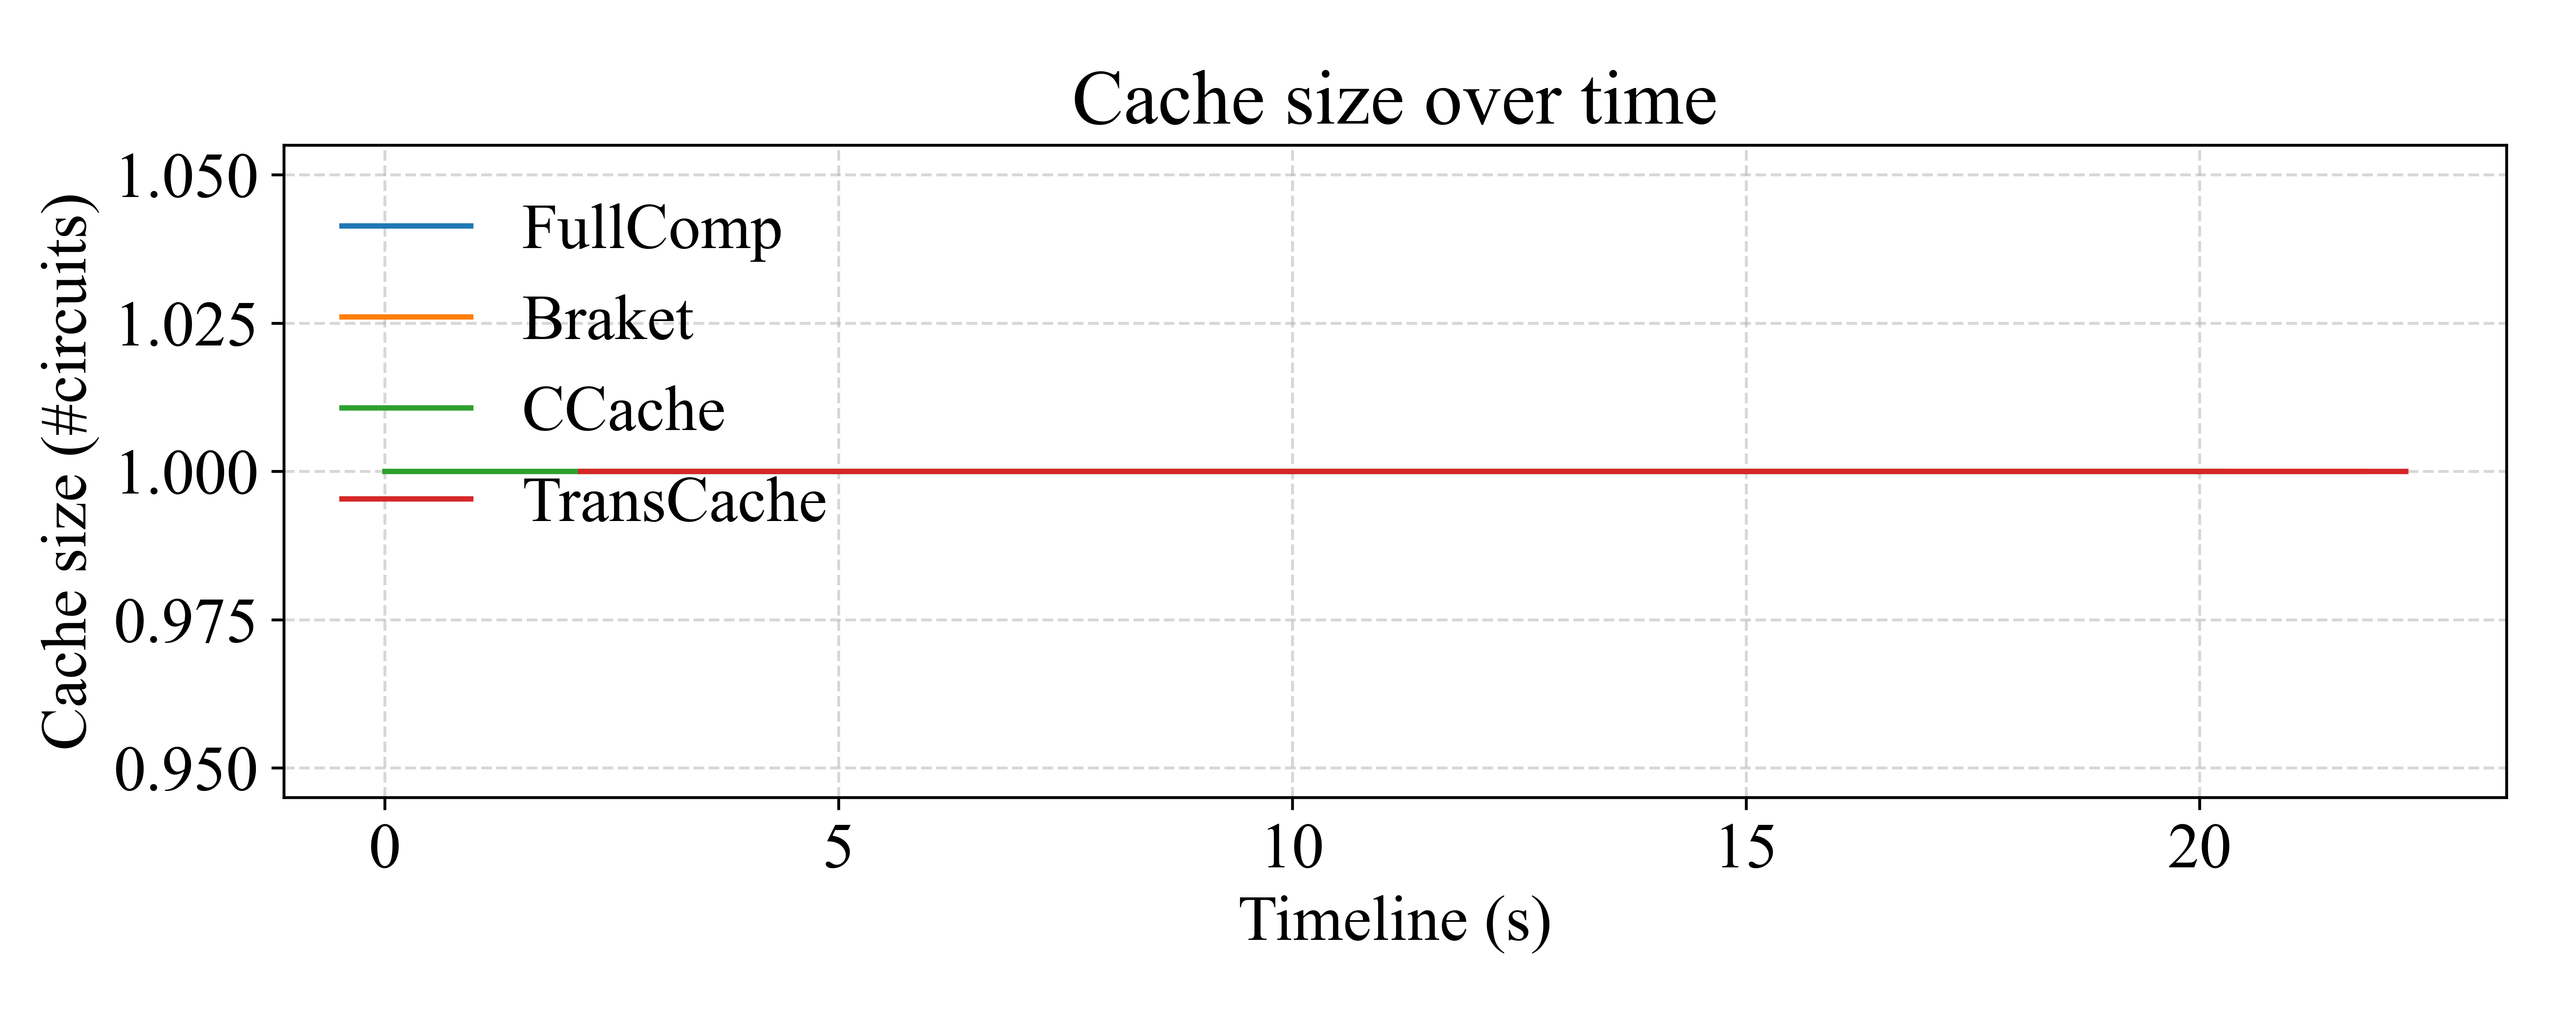 Cache size over time
Cache size (#circuits)
1.050
1.025
1.000
0.975
0.950
FullComp
Braket
CCache
TransCache
0 5 10 15 20
Timeline (s)